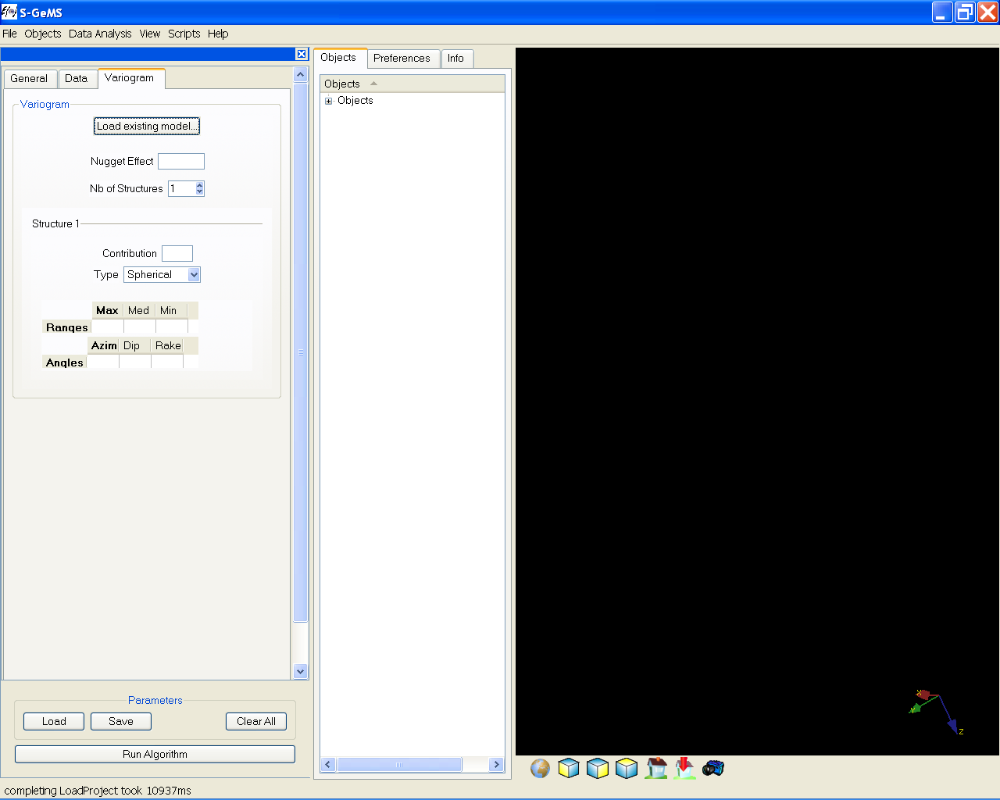 S-GeMS
File Objects Data Analysis View Scripts Help
General Data Variogram
Variogram
Load existing model...
Nugget Effect
Nb of Structures 1
Structure 1
Contribution
Type Spherical
Max Med Min
Ranges
Azim Dip Rake
Angles
Parameters
Load Save Clear All
Run Algorithm
Objects Preferences Info
Objects
Objects
X
Y
Z
completing LoadProject took 10937ms